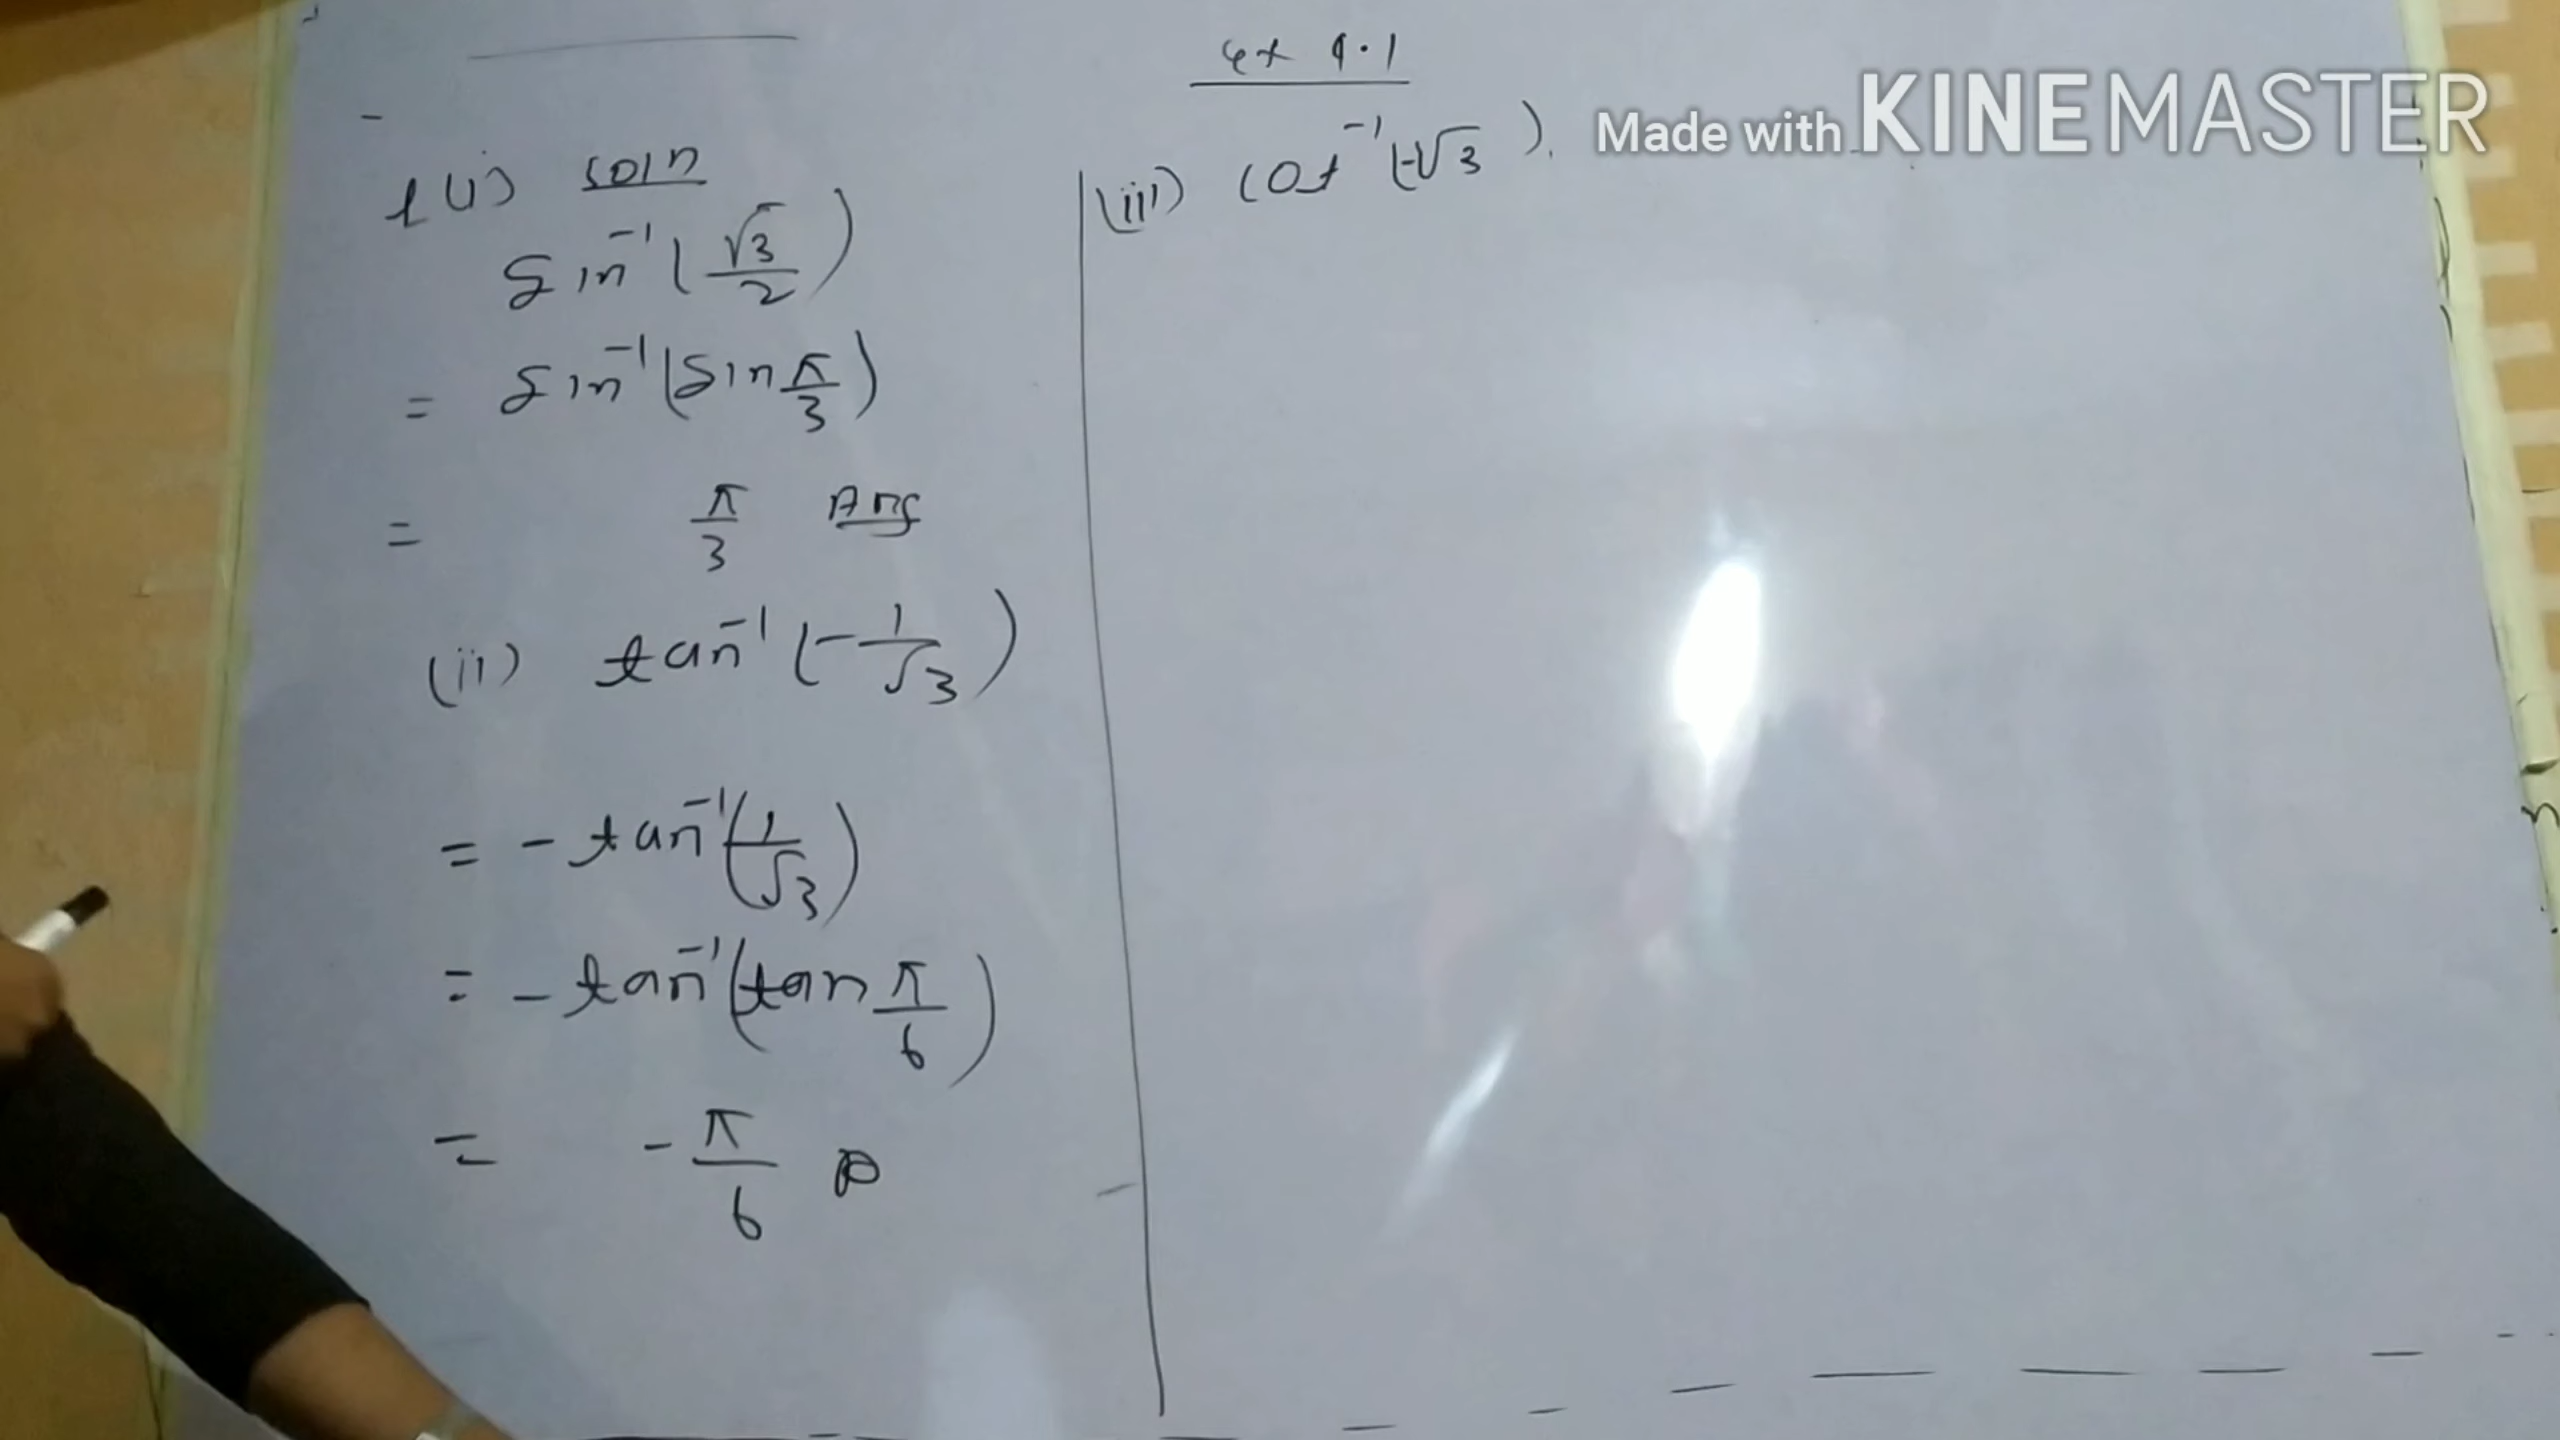 ex 9.1
1(i) soln
sin⁻¹(√3/2)
= sin⁻¹(sin π/3)
= π/3 Ans
(ii) tan⁻¹(-1/√3)
= - tan⁻¹(1/√3)
= - tan⁻¹(tan π/6)
= - π/6
(iii) cot⁻¹(-√3).
Made with KINEMASTER